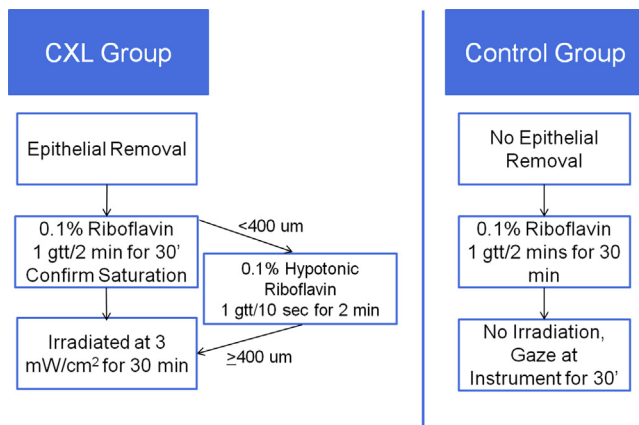 CXL Group
Epithelial Removal
0.1% Riboflavin
1 gtt/2 min for 30'
Confirm Saturation
<400 um
0.1% Hypotonic
Riboflavin
1 gtt/10 sec for 2 min
≥400 um
Irradiated at 3
mW/cm² for 30 min
Control Group
No Epithelial
Removal
0.1% Riboflavin
1 gtt/2 mins for 30
min
No Irradiation,
Gaze at
Instrument for 30'